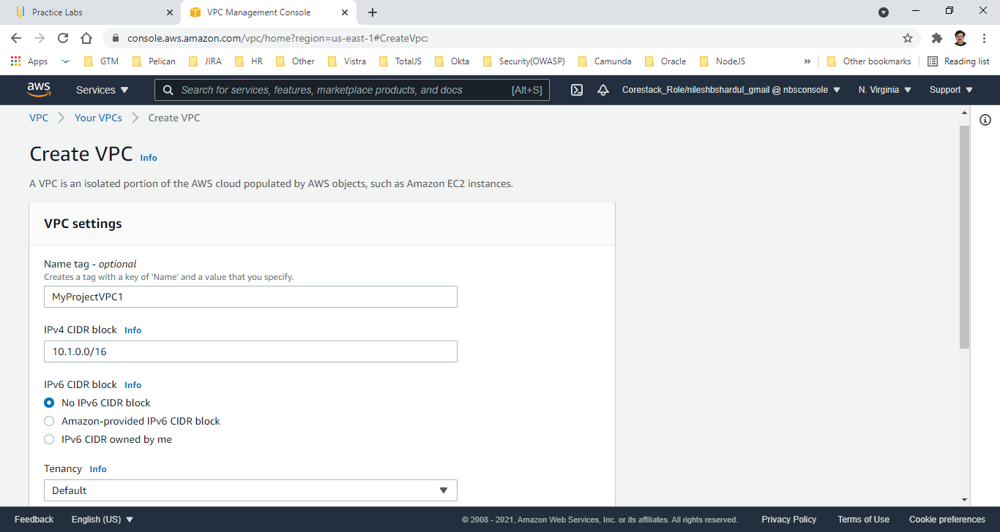 Practice Labs
VPC Management Console
console.aws.amazon.com/vpc/home?region=us-east-1#CreateVpc:
Apps
GTM
Pelican
JIRA
HR
Other
Vistra
TotalJS
Okta
Security(OWASP)
Camunda
Oracle
NodeJS
»
Other bookmarks
Reading list
aws
Services
Search for services, features, marketplace products, and docs
[Alt+S]
Corestack_Role/nileshbshardul_gmail @ nbsconsole
N. Virginia
Support
VPC
Your VPCs
Create VPC
Create VPC Info
A VPC is an isolated portion of the AWS cloud populated by AWS objects, such as Amazon EC2 instances.
VPC settings
Name tag - optional
Creates a tag with a key of 'Name' and a value that you specify.
MyProjectVPC1
IPv4 CIDR block Info
10.1.0.0/16
IPv6 CIDR block Info
No IPv6 CIDR block
Amazon-provided IPv6 CIDR block
IPv6 CIDR owned by me
Tenancy Info
Default
Feedback
English (US)
© 2008 - 2021, Amazon Web Services, Inc. or its affiliates. All rights reserved.
Privacy Policy
Terms of Use
Cookie preferences